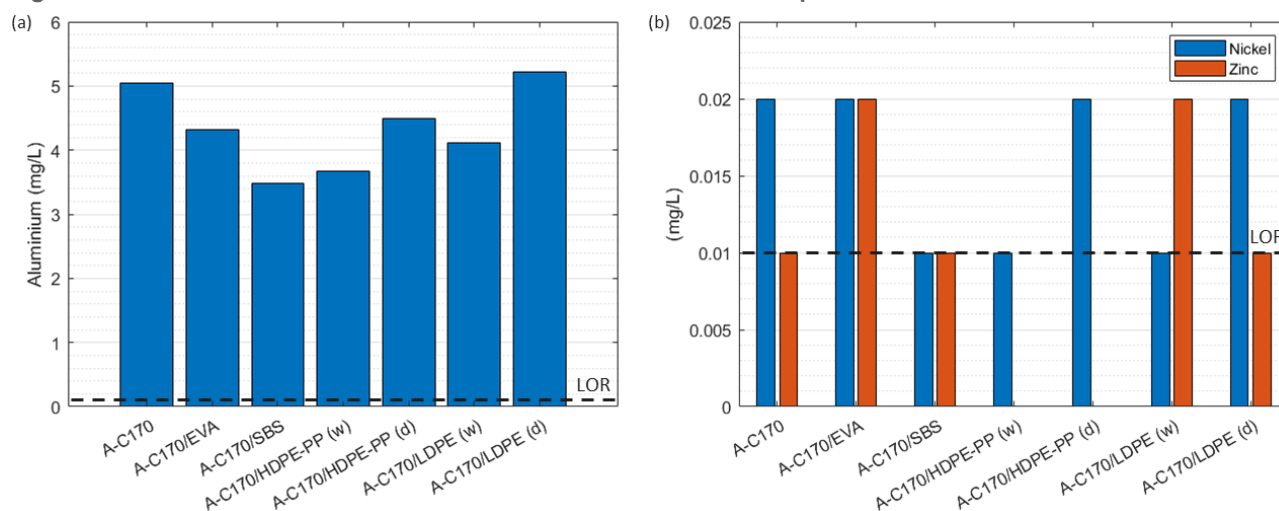 (a)
6
5
4
3
2
1
0
Aluminium (mg/L)
LOR
A-C170
A-C170/EVA
A-C170/SBS
A-C170/HDPE-PP (w)
A-C170/HDPE-PP (d)
A-C170/LDPE (w)
A-C170/LDPE (d)
(b)
0.025
0.02
0.015
0.01
0.005
0
(mg/L)
Nickel
Zinc
LOR
A-C170
A-C170/EVA
A-C170/SBS
A-C170/HDPE-PP (w)
A-C170/HDPE-PP (d)
A-C170/LDPE (w)
A-C170/LDPE (d)